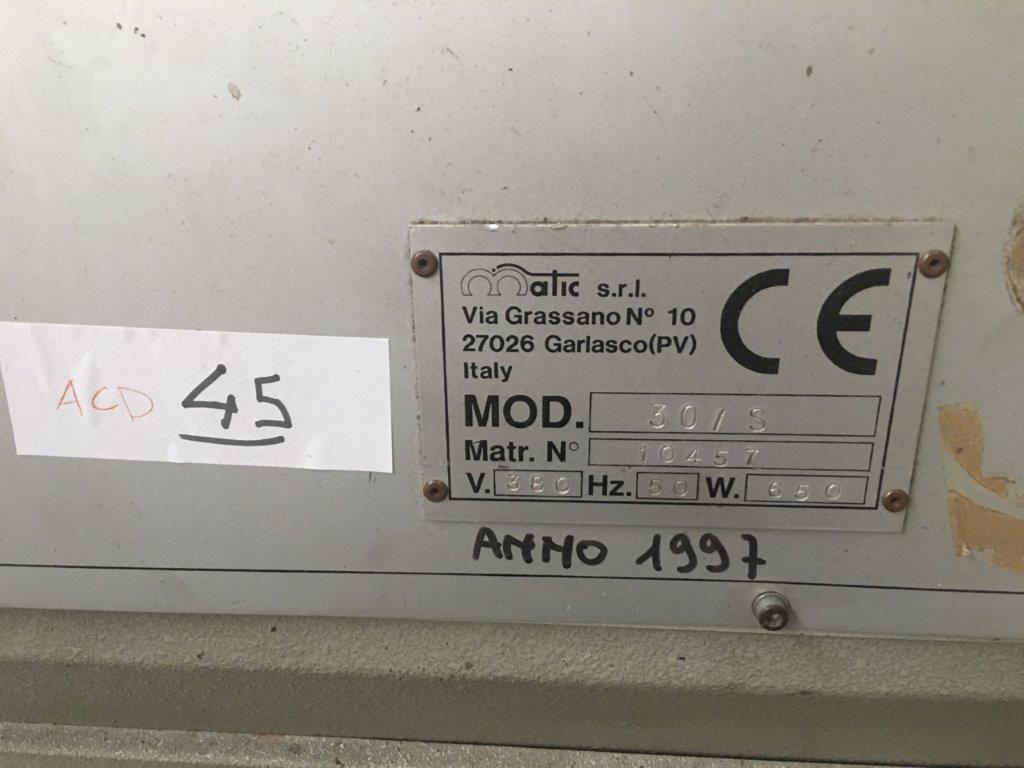 ACD 45
matic s.r.l.
Via Grassano Nº 10
27026 Garlasco(PV)
Italy
CE
MOD. 30/S
Matr. N° 10457
V. 380 Hz. 50 W. 650
ANNO 1997